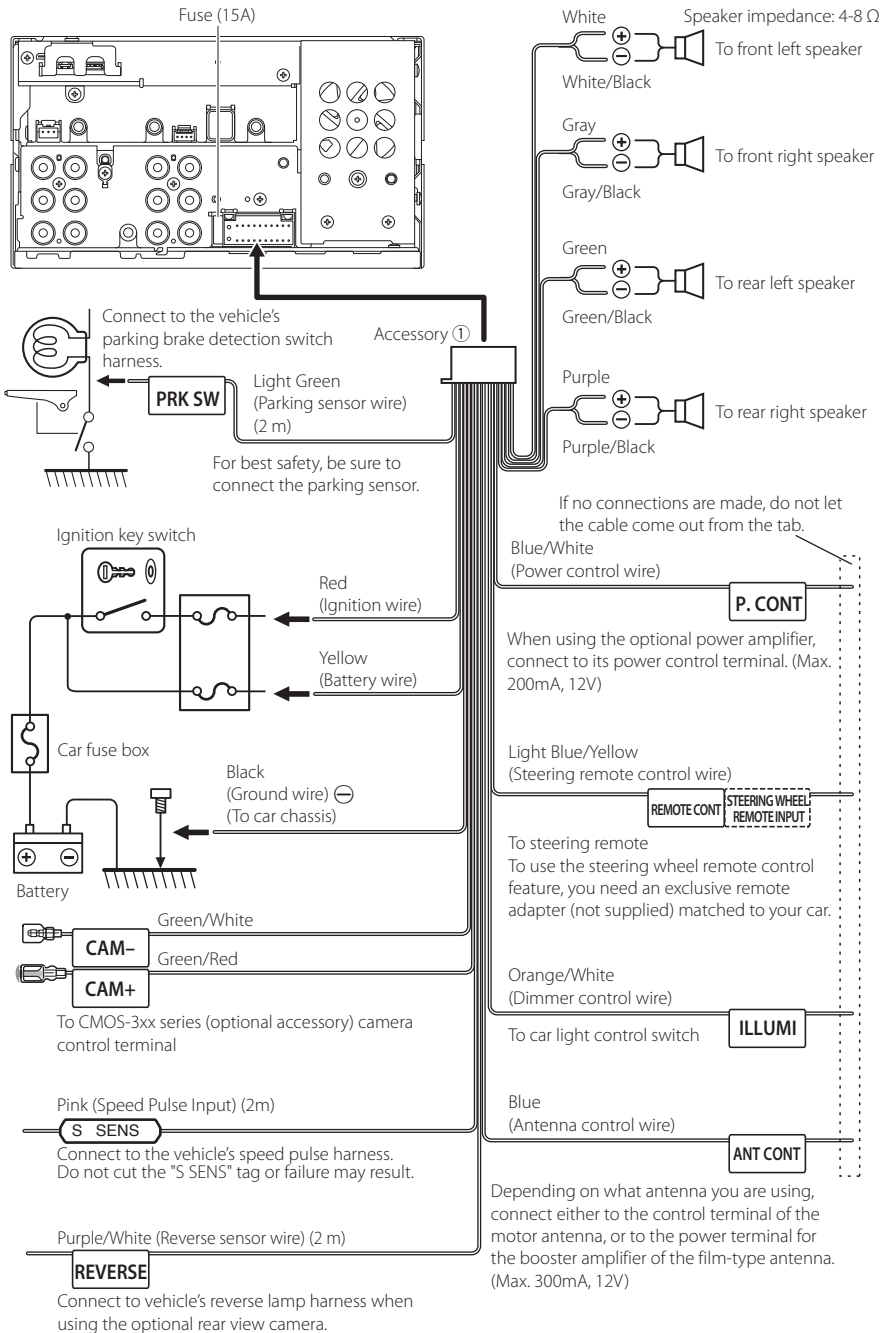 Fuse (15A)
White
Speaker impedance: 4-8 Ω
⊕
⊖
To front left speaker
White/Black
Gray
⊕
⊖
To front right speaker
Gray/Black
Green
⊕
⊖
To rear left speaker
Green/Black
Purple
⊕
⊖
To rear right speaker
Purple/Black
Connect to the vehicle's
parking brake detection switch
harness.
Accessory ①
PRK SW
Light Green
(Parking sensor wire)
(2 m)
For best safety, be sure to
connect the parking sensor.
Ignition key switch
Red
(Ignition wire)
Yellow
(Battery wire)
Car fuse box
Black
(Ground wire) ⊖
(To car chassis)
⊕ ⊖
Battery
Green/White
CAM–
Green/Red
CAM+
To CMOS-3xx series (optional accessory) camera
control terminal
Pink (Speed Pulse Input) (2m)
S SENS
Connect to the vehicle's speed pulse harness.
Do not cut the "S SENS" tag or failure may result.
Purple/White (Reverse sensor wire) (2 m)
REVERSE
Connect to vehicle's reverse lamp harness when
using the optional rear view camera.
If no connections are made, do not let
the cable come out from the tab.
Blue/White
(Power control wire)
P. CONT
When using the optional power amplifier,
connect to its power control terminal. (Max.
200mA, 12V)
Light Blue/Yellow
(Steering remote control wire)
REMOTE CONT
STEERING WHEEL
REMOTE INPUT
To steering remote
To use the steering wheel remote control
feature, you need an exclusive remote
adapter (not supplied) matched to your car.
Orange/White
(Dimmer control wire)
To car light control switch
ILLUMI
Blue
(Antenna control wire)
ANT CONT
Depending on what antenna you are using,
connect either to the control terminal of the
motor antenna, or to the power terminal for
the booster amplifier of the film-type antenna.
(Max. 300mA, 12V)